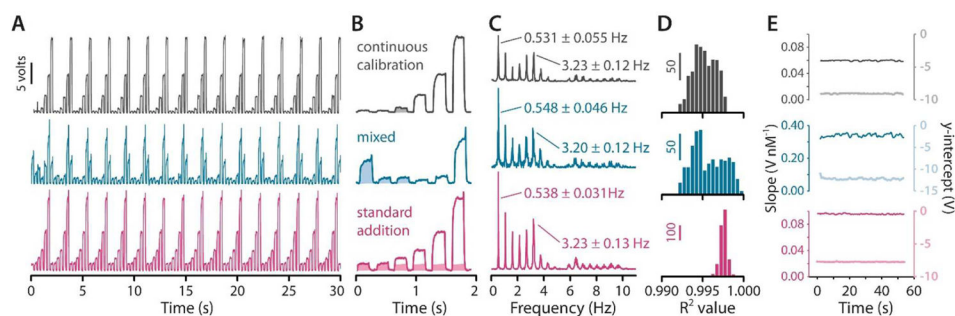 A
B
C
D
E
5 volts
continuous
calibration
mixed
standard
addition
0
5
10
15
20
25
30
Time (s)
0
1
2
Time (s)
0.531 ± 0.055 Hz
3.23 ± 0.12 Hz
0.548 ± 0.046 Hz
3.20 ± 0.12 Hz
0.538 ± 0.031Hz
3.23 ± 0.13 Hz
0
2
4
6
8
10
Frequency (Hz)
50
50
100
0.990
0.995
1.000
R² value
0.08
0.04
0.00
0
-5
-10
0.40
0.20
0.00
0
-5
-10
-15
0.08
0.04
0.00
0
-5
-10
Slope (V nM⁻¹)
y-intercept (V)
0
20
40
60
Time (s)